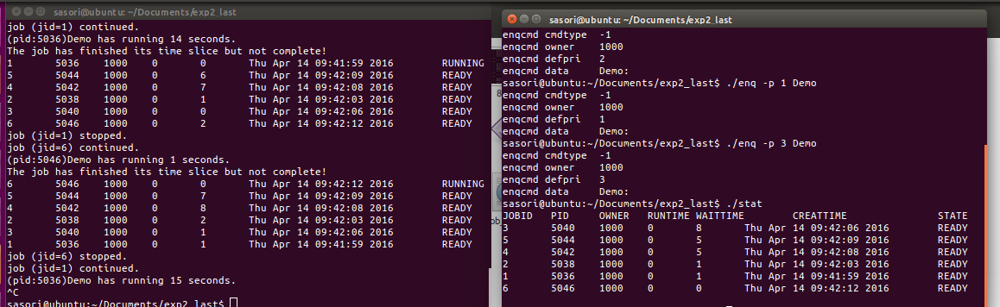 sasori@ubuntu: ~/Documents/exp2_last
job (jid=1) continued.
(pid:5036)Demo has running 14 seconds.
The job has finished its time slice but not complete!
1 5036 1000 0 0 Thu Apr 14 09:41:59 2016 RUNNING
5 5044 1000 0 6 Thu Apr 14 09:42:09 2016 READY
4 5042 1000 0 7 Thu Apr 14 09:42:08 2016 READY
2 5038 1000 0 1 Thu Apr 14 09:42:03 2016 READY
3 5040 1000 0 0 Thu Apr 14 09:42:06 2016 READY
6 5046 1000 0 2 Thu Apr 14 09:42:12 2016 READY
job (jid=1) stopped.
job (jid=6) continued.
(pid:5046)Demo has running 1 seconds.
The job has finished its time slice but not complete!
6 5046 1000 0 0 Thu Apr 14 09:42:12 2016 RUNNING
5 5044 1000 0 7 Thu Apr 14 09:42:09 2016 READY
4 5042 1000 0 8 Thu Apr 14 09:42:08 2016 READY
2 5038 1000 0 2 Thu Apr 14 09:42:03 2016 READY
3 5040 1000 0 1 Thu Apr 14 09:42:06 2016 READY
1 5036 1000 0 1 Thu Apr 14 09:41:59 2016 READY
job (jid=6) stopped.
job (jid=1) continued.
(pid:5036)Demo has running 15 seconds.
^C
sasori@ubuntu:~/Documents/exp2_last$
sasori@ubuntu: ~/Documents/exp2_last
enqcmd cmdtype -1
enqcmd owner 1000
enqcmd defpri 2
enqcmd data Demo:
sasori@ubuntu:~/Documents/exp2_last$ ./enq -p 1 Demo
enqcmd cmdtype -1
enqcmd owner 1000
enqcmd defpri 1
enqcmd data Demo:
sasori@ubuntu:~/Documents/exp2_last$ ./enq -p 3 Demo
enqcmd cmdtype -1
enqcmd owner 1000
enqcmd defpri 3
enqcmd data Demo:
sasori@ubuntu:~/Documents/exp2_last$ ./stat
JOBID PID OWNER RUNTIME WAITTIME CREATTIME STATE
3 5040 1000 0 8 Thu Apr 14 09:42:06 2016 READY
5 5044 1000 0 5 Thu Apr 14 09:42:09 2016 READY
4 5042 1000 0 5 Thu Apr 14 09:42:08 2016 READY
2 5038 1000 0 1 Thu Apr 14 09:42:03 2016 READY
1 5036 1000 0 1 Thu Apr 14 09:41:59 2016 READY
6 5046 1000 0 0 Thu Apr 14 09:42:12 2016 READY